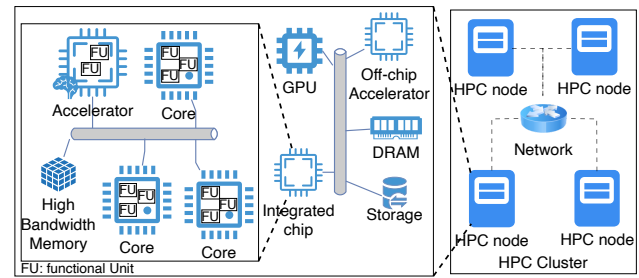 FU
FU
Accelerator
FU
FU
FU
Core
High
Bandwidth
Memory
FU
FU
FU
Core
FU
FU
FU
Core
FU: functional Unit
GPU
Off-chip
Accelerator
DRAM
Integrated
chip
Storage
HPC node
HPC node
Network
HPC node
HPC node
HPC Cluster